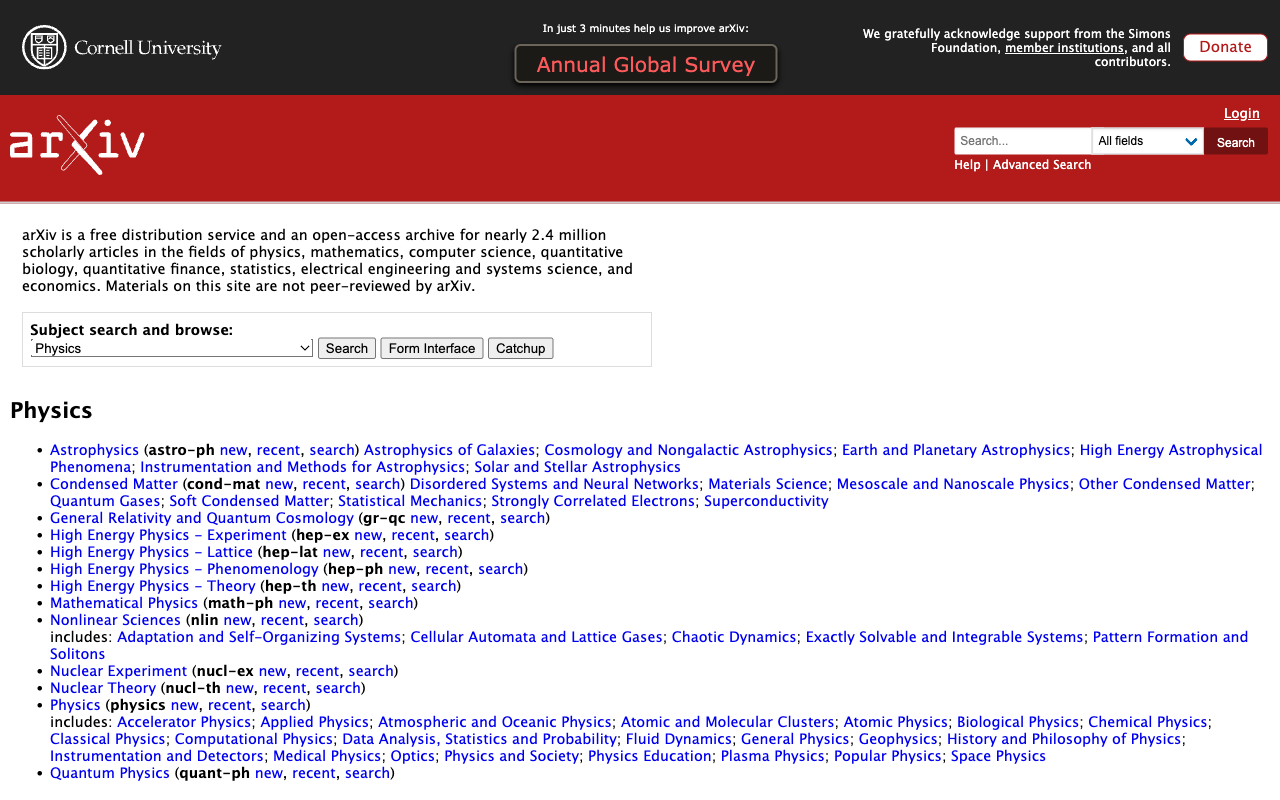 Cornell University
In just 3 minutes help us improve arXiv:
Annual Global Survey
We gratefully acknowledge support from the Simons
Foundation, member institutions, and all
contributors.
Donate
arXiv
Login
Search...
All fields
Search
Help | Advanced Search
arXiv is a free distribution service and an open-access archive for nearly 2.4 million
scholarly articles in the fields of physics, mathematics, computer science, quantitative
biology, quantitative finance, statistics, electrical engineering and systems science, and
economics. Materials on this site are not peer-reviewed by arXiv.
Subject search and browse:
Physics
Search
Form Interface
Catchup
Physics
• Astrophysics (astro-ph new, recent, search) Astrophysics of Galaxies; Cosmology and Nongalactic Astrophysics; Earth and Planetary Astrophysics; High Energy Astrophysical
Phenomena; Instrumentation and Methods for Astrophysics; Solar and Stellar Astrophysics
• Condensed Matter (cond-mat new, recent, search) Disordered Systems and Neural Networks; Materials Science; Mesoscale and Nanoscale Physics; Other Condensed Matter;
Quantum Gases; Soft Condensed Matter; Statistical Mechanics; Strongly Correlated Electrons; Superconductivity
• General Relativity and Quantum Cosmology (gr-qc new, recent, search)
• High Energy Physics - Experiment (hep-ex new, recent, search)
• High Energy Physics - Lattice (hep-lat new, recent, search)
• High Energy Physics - Phenomenology (hep-ph new, recent, search)
• High Energy Physics - Theory (hep-th new, recent, search)
• Mathematical Physics (math-ph new, recent, search)
• Nonlinear Sciences (nlin new, recent, search)
includes: Adaptation and Self-Organizing Systems; Cellular Automata and Lattice Gases; Chaotic Dynamics; Exactly Solvable and Integrable Systems; Pattern Formation and
Solitons
• Nuclear Experiment (nucl-ex new, recent, search)
• Nuclear Theory (nucl-th new, recent, search)
• Physics (physics new, recent, search)
includes: Accelerator Physics; Applied Physics; Atmospheric and Oceanic Physics; Atomic and Molecular Clusters; Atomic Physics; Biological Physics; Chemical Physics;
Classical Physics; Computational Physics; Data Analysis, Statistics and Probability; Fluid Dynamics; General Physics; Geophysics; History and Philosophy of Physics;
Instrumentation and Detectors; Medical Physics; Optics; Physics and Society; Physics Education; Plasma Physics; Popular Physics; Space Physics
• Quantum Physics (quant-ph new, recent, search)